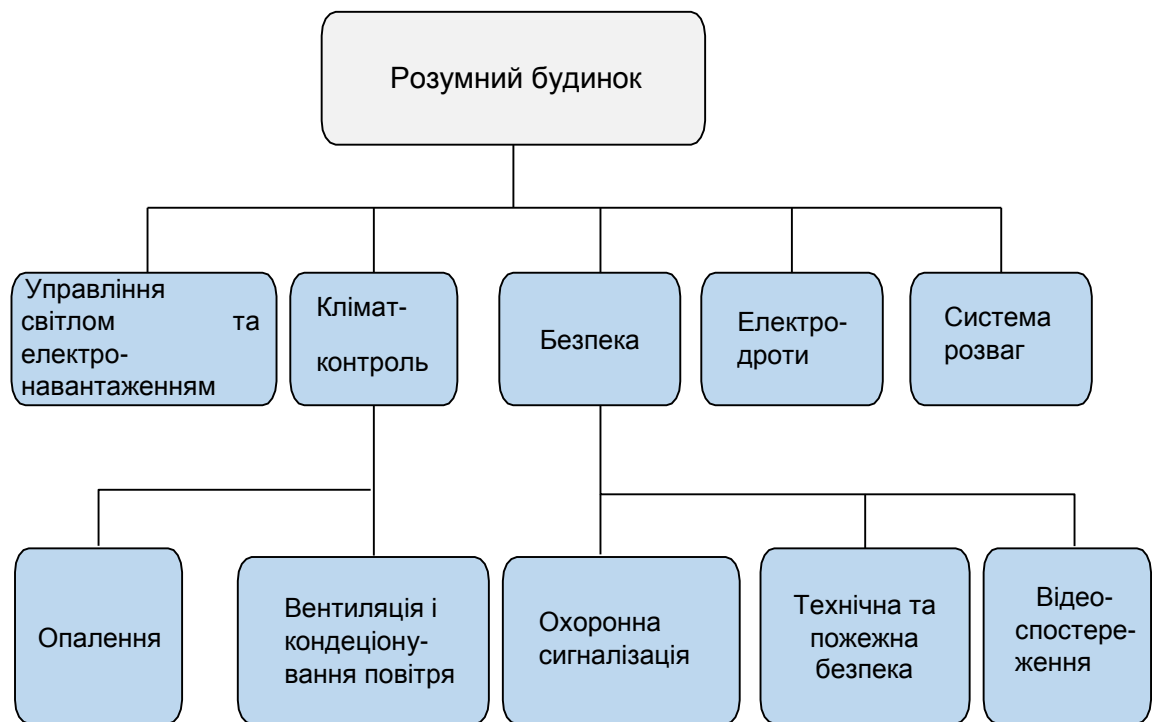 Розумний будинок
Управління
світлом та
електро-
навантаженням
Клімат-
контроль
Безпека
Електро-
дроти
Система
розваг
Опалення
Вентиляція і
кондеціону-
вання повітря
Охоронна
сигналізація
Технічна та
пожежна
безпека
Відео-
спостере-
ження